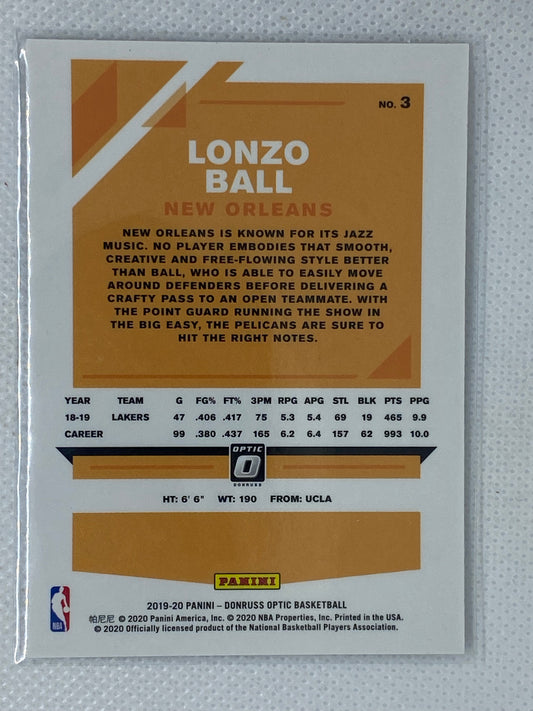 NO. 3
LONZO
BALL
NEW ORLEANS
NEW ORLEANS IS KNOWN FOR ITS JAZZ
MUSIC. NO PLAYER EMBODIES THAT SMOOTH,
CREATIVE AND FREE-FLOWING STYLE BETTER
THAN BALL, WHO IS ABLE TO EASILY MOVE
AROUND DEFENDERS BEFORE DELIVERING A
CRAFTY PASS TO AN OPEN TEAMMATE. WITH
THE POINT GUARD RUNNING THE SHOW IN
THE BIG EASY, THE PELICANS ARE SURE TO
HIT THE RIGHT NOTES.
YEAR TEAM G FG% FT% 3PM RPG APG STL BLK PTS PPG
18-19 LAKERS 47 .406 .417 75 5.3 5.4 69 19 465 9.9
CAREER 99 .380 .437 165 6.2 6.4 157 62 993 10.0
OPTIC
O
DONRUSS
HT: 6' 6" WT: 190 FROM: UCLA
PANINI
2019-20 PANINI – DONRUSS OPTIC BASKETBALL
帕尼尼 © 2020 Panini America, Inc. © 2020 NBA Properties, Inc. Printed in the USA.
© 2020 Officially licensed product of the National Basketball Players Association.
NBA